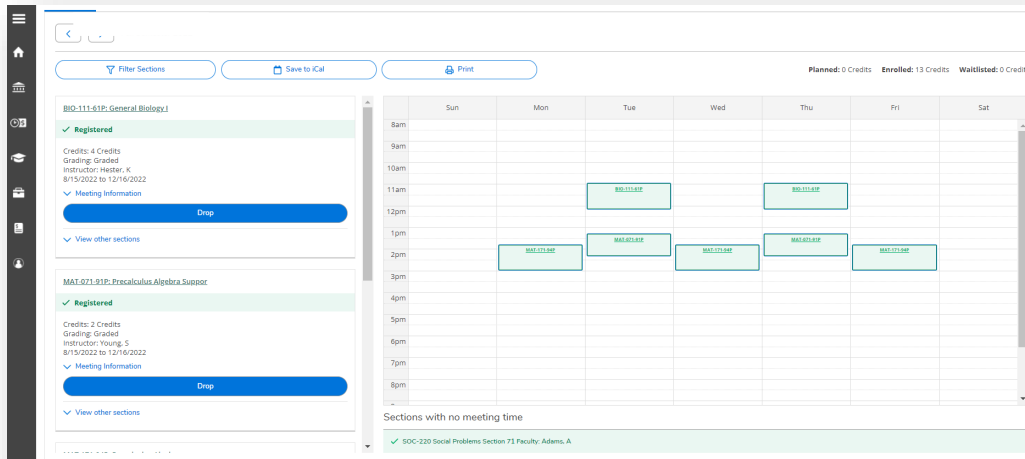 Filter Sections
Save to iCal
Print
Planned: 0 Credits Enrolled: 13 Credits Waitlisted: 0 Credit
BIO-111-61P: General Biology I
Registered
Credits: 4 Credits
Grading: Graded
Instructor: Hester, K
8/15/2022 to 12/16/2022
Meeting Information
Drop
View other sections
MAT-071-91P: Precalculus Algebra Suppor
Registered
Credits: 2 Credits
Grading: Graded
Instructor: Young, S
8/15/2022 to 12/16/2022
Meeting Information
Drop
View other sections
Sun Mon Tue Wed Thu Fri Sat
8am
9am
10am
11am BIO-111-61P BIO-111-61P
12pm
1pm MAT-071-91P MAT-071-91P
2pm MAT-171-94P MAT-171-94P MAT-171-94P
3pm
4pm
5pm
6pm
7pm
8pm
Sections with no meeting time
SOC-220 Social Problems Section 71 Faculty: Adams, A